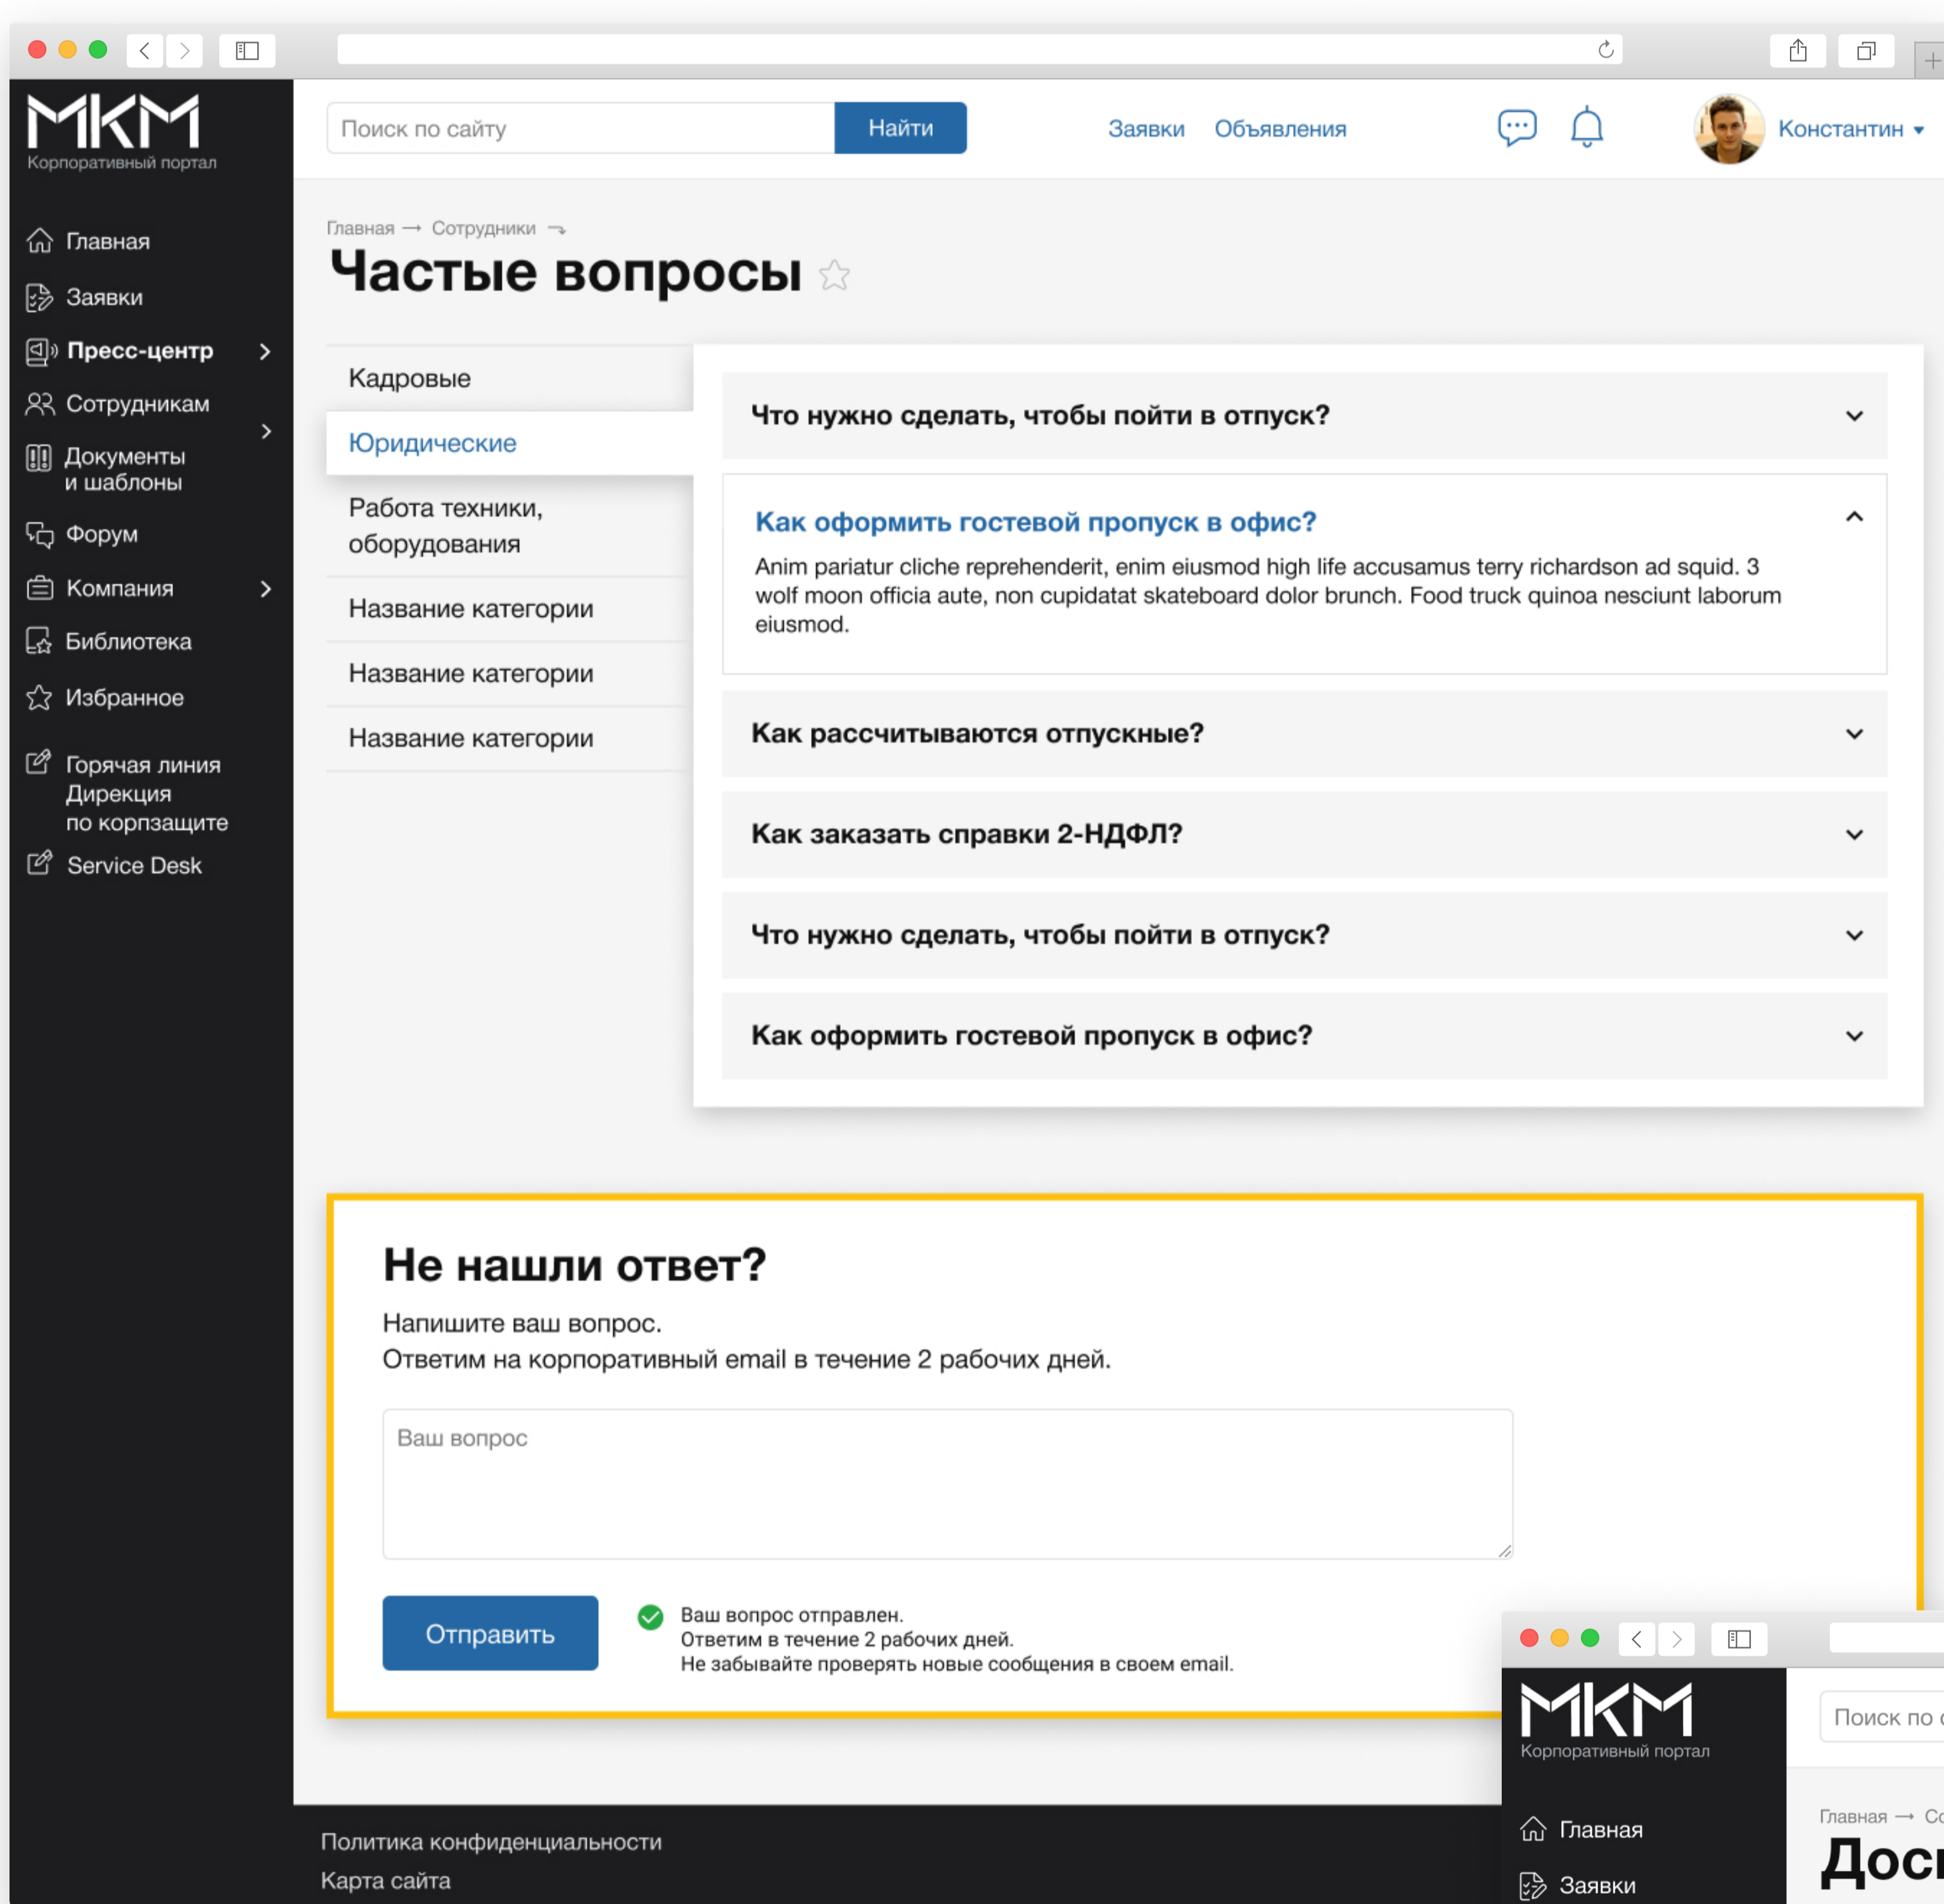 МКМ
Корпоративный портал
Поиск по сайту
Найти
Заявки
Объявления
Константин
Главная
Заявки
Пресс-центр
Сотрудникам
Документы
и шаблоны
Форум
Компания
Библиотека
Избранное
Горячая линия
Дирекция
по корпзащите
Service Desk
Главная → Сотрудники
Частые вопросы
Кадровые
Юридические
Работа техники,
оборудования
Название категории
Название категории
Название категории
Что нужно сделать, чтобы пойти в отпуск?
Как оформить гостевой пропуск в офис?
Anim pariatur cliche reprehenderit, enim eiusmod high life accusamus terry richardson ad squid. 3
wolf moon officia aute, non cupidatat skateboard dolor brunch. Food truck quinoa nesciunt laborum
eiusmod.
Как рассчитываются отпускные?
Как заказать справки 2-НДФЛ?
Что нужно сделать, чтобы пойти в отпуск?
Как оформить гостевой пропуск в офис?
Не нашли ответ?
Напишите ваш вопрос.
Ответим на корпоративный email в течение 2 рабочих дней.
Ваш вопрос
Отправить
Ваш вопрос отправлен.
Ответим в течение 2 рабочих дней.
Не забывайте проверять новые сообщения в своем email.
Политика конфиденциальности
Карта сайта
МКМ
Корпоративный портал
Поиск по
Главная
Заявки
Главная →